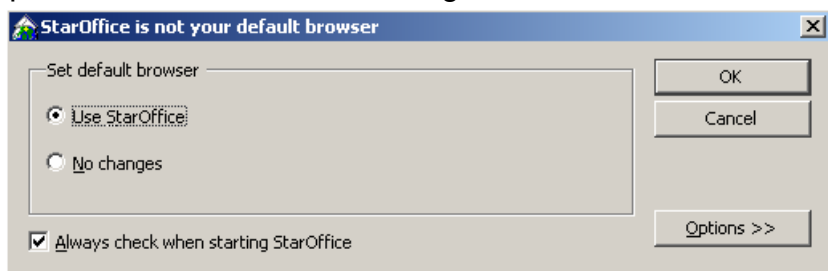 StarOffice is not your default browser
Set default browser
OK
Use StarOffice
Cancel
No changes
Options >>
Always check when starting StarOffice